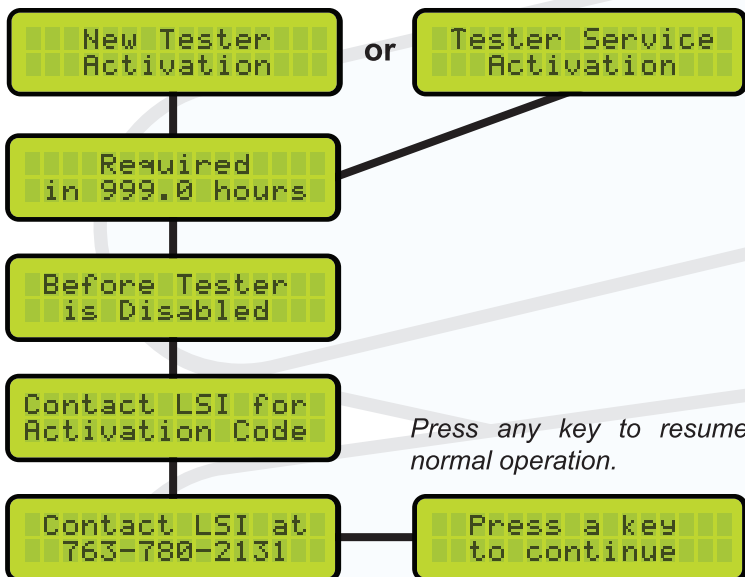 New Tester
Activation
or
Tester Service
Activation
Required
in 999.0 hours
Before Tester
is Disabled
Contact LSI for
Activation Code
Press any key to resume
normal operation.
Contact LSI at
763-780-2131
Press a key
to continue